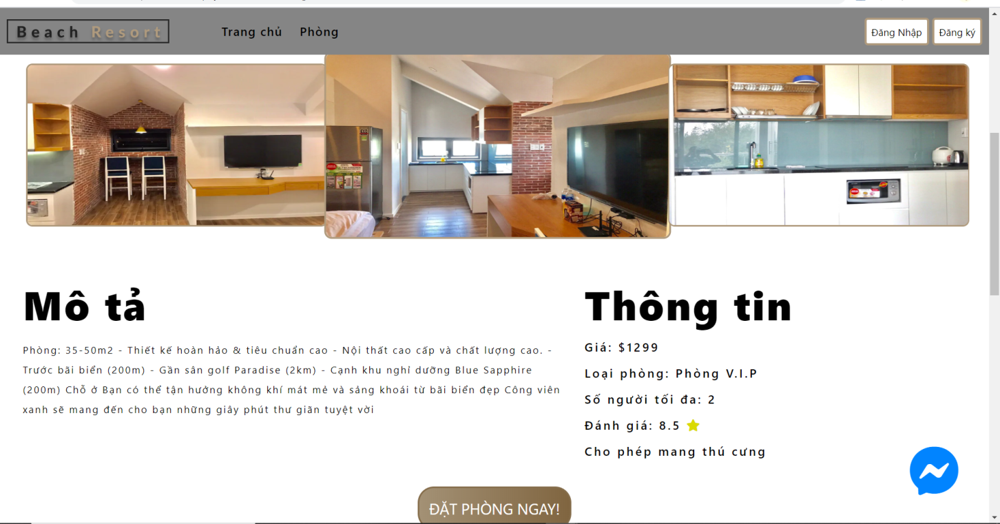 Beach Resort
Trang chủ
Phòng
Đăng Nhập
Đăng ký
Mô tả
Phòng: 35-50m2 - Thiết kế hoàn hảo & tiêu chuẩn cao - Nội thất cao cấp và chất lượng cao. -
Trước bãi biển (200m) - Gần sân golf Paradise (2km) - Cạnh khu nghỉ dưỡng Blue Sapphire
(200m) Chỗ ở Bạn có thể tận hưởng không khí mát mẻ và sảng khoái từ bãi biển đẹp Công viên
xanh sẽ mang đến cho bạn những giây phút thư giãn tuyệt vời
Thông tin
Giá: $1299
Loại phòng: Phòng V.I.P
Số người tối đa: 2
Đánh giá: 8.5
Cho phép mang thú cưng
ĐẶT PHÒNG NGAY!